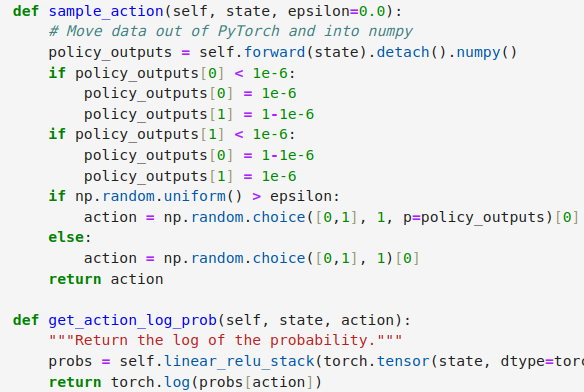 def sample_action(self, state, epsilon=0.0):
    # Move data out of PyTorch and into numpy
    policy_outputs = self.forward(state).detach().numpy()
    if policy_outputs[0] < 1e-6:
        policy_outputs[0] = 1e-6
        policy_outputs[1] = 1-1e-6
    if policy_outputs[1] < 1e-6:
        policy_outputs[0] = 1-1e-6
        policy_outputs[1] = 1e-6
    if np.random.uniform() > epsilon:
        action = np.random.choice([0,1], 1, p=policy_outputs)[0]
    else:
        action = np.random.choice([0,1], 1)[0]
    return action

def get_action_log_prob(self, state, action):
    """Return the log of the probability."""
    probs = self.linear_relu_stack(torch.tensor(state, dtype=torc
    return torch.log(probs[action])